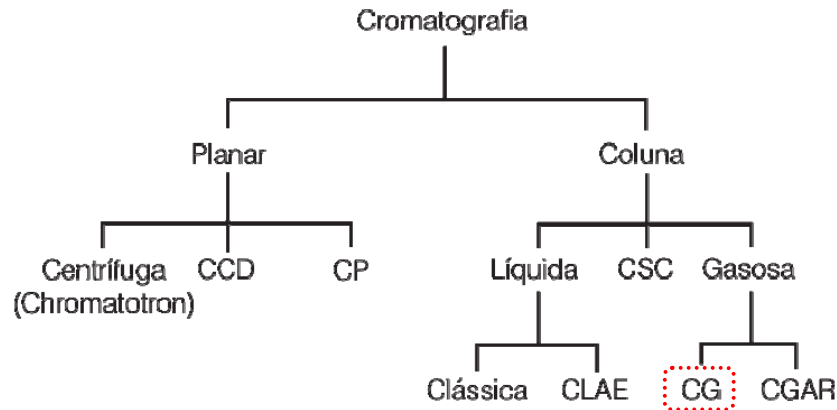 Cromatografia
Planar
Coluna
Centrífuga
(Chromatotron)
CCD
CP
Líquida
CSC
Gasosa
Clássica
CLAE
CG
CGAR